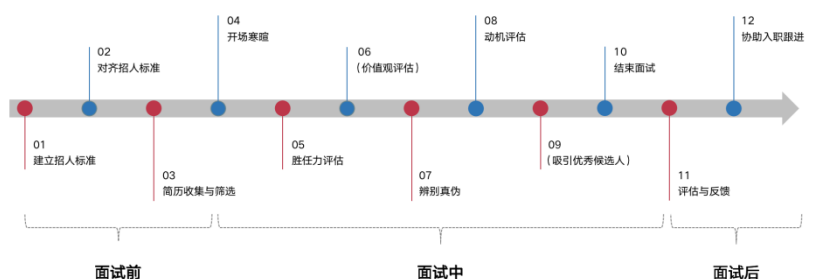 01
建立招人标准
02
对齐招人标准
03
简历收集与筛选
04
开场寒暄
05
胜任力评估
06
(价值观评估)
07
辨别真伪
08
动机评估
09
(吸引优秀候选人)
10
结束面试
11
评估与反馈
12
协助入职跟进
面试前
面试中
面试后